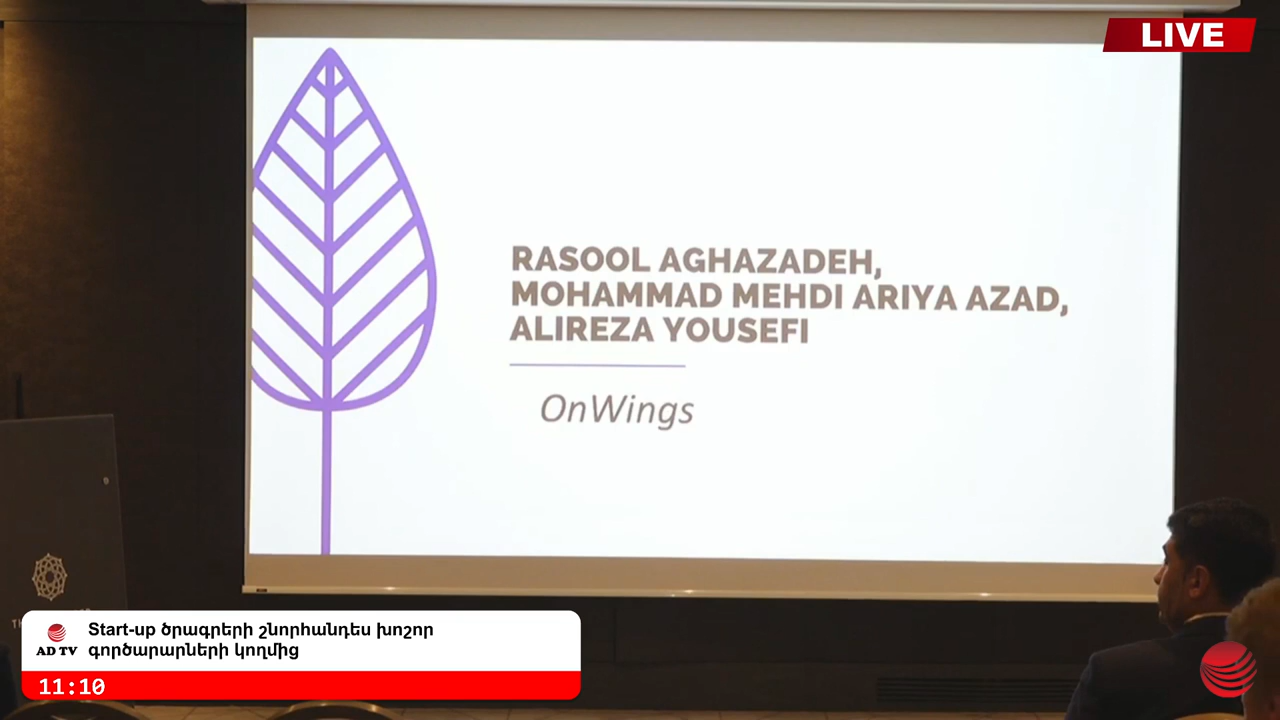 LIVE
RASOOL AGHAZADEH,
MOHAMMAD MEHDI ARIYA AZAD,
ALIREZA YOUSEFI
OnWings
AD TV
Start-up ծրագրերի շնորհանդես խոշոր
գործարարների կողմից
11:10